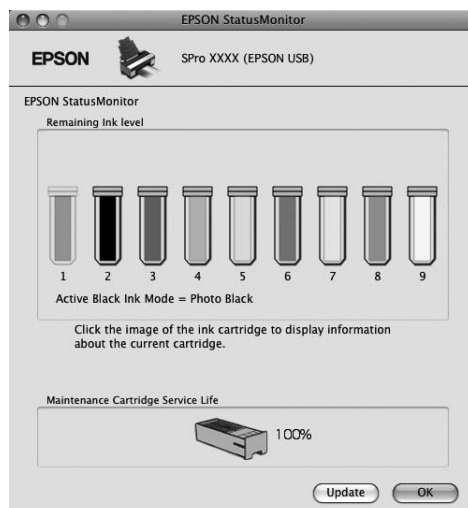 EPSON StatusMonitor
EPSON
SPro XXXX (EPSON USB)
EPSON StatusMonitor
Remaining Ink level
1 2 3 4 5 6 7 8 9
Active Black Ink Mode = Photo Black
Click the image of the ink cartridge to display information
about the current cartridge.
Maintenance Cartridge Service Life
100%
Update OK